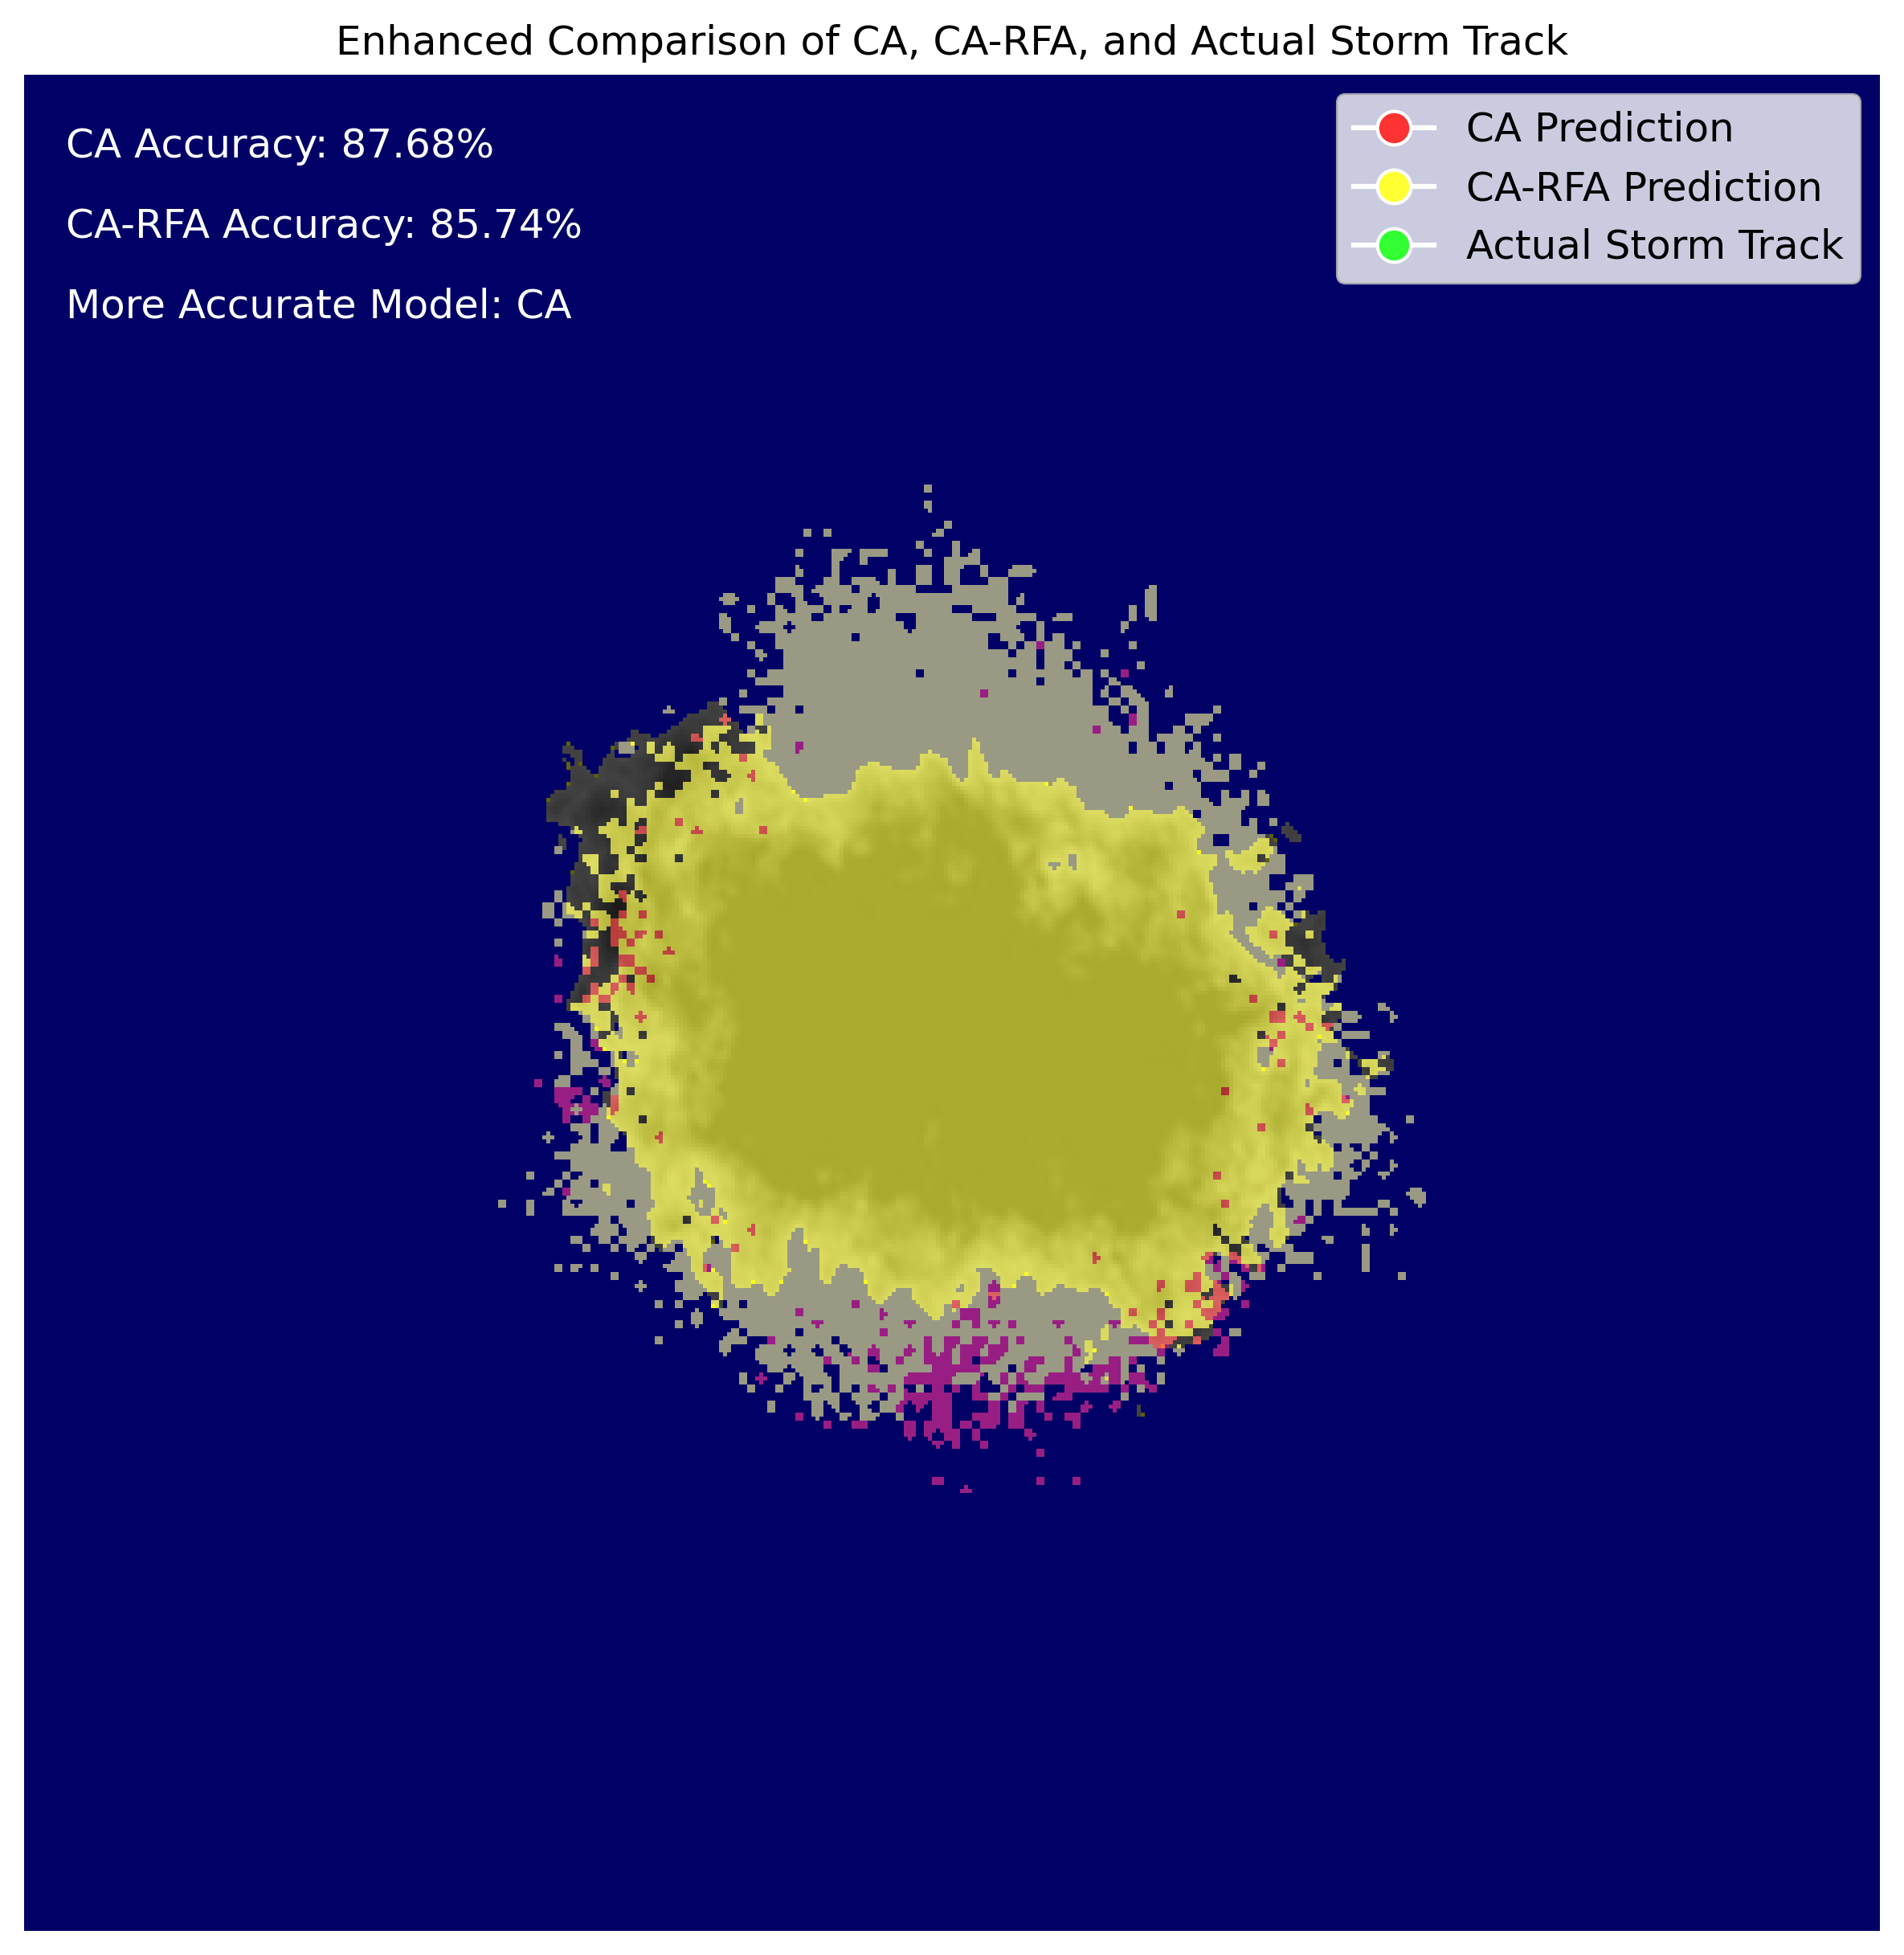 Enhanced Comparison of CA, CA-RFA, and Actual Storm Track
CA Accuracy: 87.68%
CA-RFA Accuracy: 85.74%
More Accurate Model: CA
CA Prediction
CA-RFA Prediction
Actual Storm Track